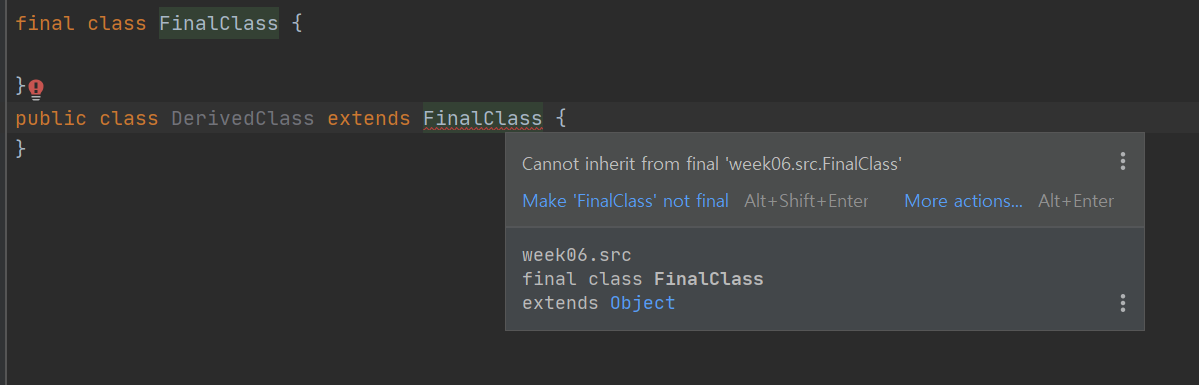 final class FinalClass {
}
public class DerivedClass extends FinalClass {
}
Cannot inherit from final 'week06.src.FinalClass'
Make 'FinalClass' not final Alt+Shift+Enter More actions... Alt+Enter
week06.src
final class FinalClass
extends Object